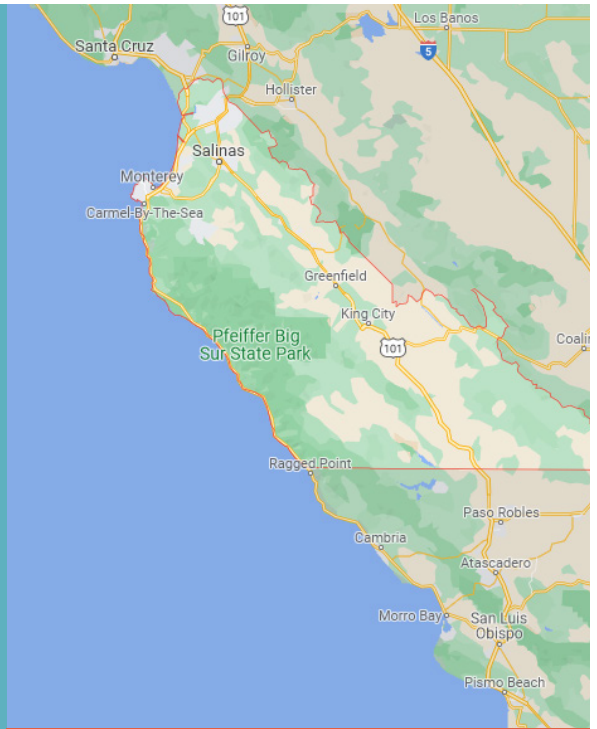 101
Los Banos
Santa Cruz
Gilroy
5
Hollister
Salinas
Monterey
Carmel-By-The-Sea
Greenfield
King City
Pfeiffer Big
Sur State Park
101
Coalin
Ragged Point
Paso Robles
Cambria
Atascadero
Morro Bay
San Luis
Obispo
Pismo Beach